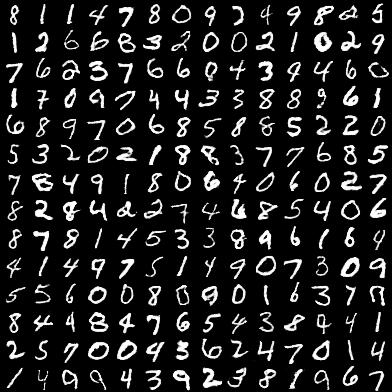 8 1 1 4 7 8 0 9 2 4 9 8 2 5
1 2 6 6 8 3 2 0 0 2 1 0 2 9
7 6 2 3 7 6 6 0 4 3 9 4 6 0
1 7 0 9 7 4 4 3 3 8 8 9 6 1
6 8 9 7 0 6 8 5 8 8 5 2 2 0
5 3 2 0 2 1 8 8 3 7 7 6 8 5
7 8 4 9 1 8 0 6 4 0 6 0 2 7
8 2 8 4 2 2 7 4 6 8 5 4 0 6
8 7 8 1 4 5 3 3 8 9 6 1 6 4
4 1 4 9 7 5 1 4 9 0 7 3 0 9
5 5 6 0 0 8 0 9 0 1 6 3 7
8 4 4 8 4 7 6 5 4 3 8 4 4 1
2 5 7 0 0 4 3 6 2 4 7 0 1 4
1 4 9 9 4 3 9 2 3 8 1 9 6 7